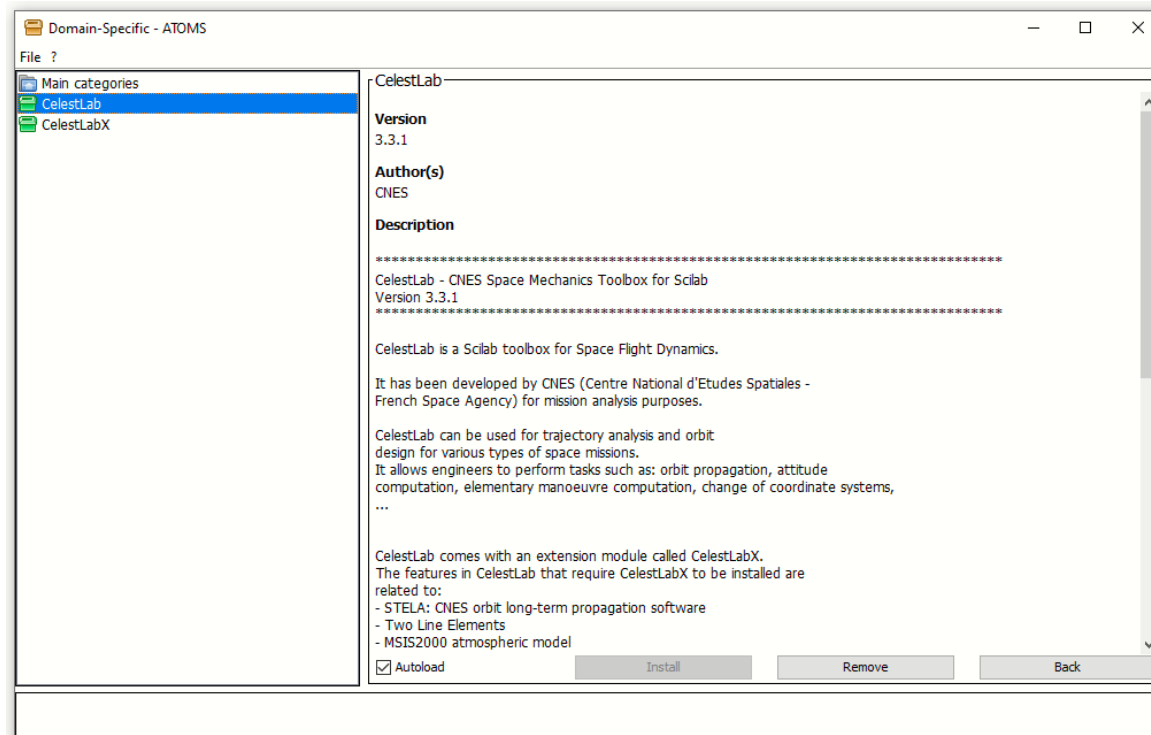 Domain-Specific - ATOMS
File ?
Main categories
CelestLab
CelestLabX
CelestLab
Version
3.3.1
Author(s)
CNES
Description
******************************************************************************
CelestLab - CNES Space Mechanics Toolbox for Scilab
Version 3.3.1
******************************************************************************
CelestLab is a Scilab toolbox for Space Flight Dynamics.
It has been developed by CNES (Centre National d'Etudes Spatiales -
French Space Agency) for mission analysis purposes.
CelestLab can be used for trajectory analysis and orbit
design for various types of space missions.
It allows engineers to perform tasks such as: orbit propagation, attitude
computation, elementary manoeuvre computation, change of coordinate systems,
...
CelestLab comes with an extension module called CelestLabX.
The features in CelestLab that require CelestLabX to be installed are
related to:
- STELA: CNES orbit long-term propagation software
- Two Line Elements
- MSIS2000 atmospheric model
Autoload
Install
Remove
Back